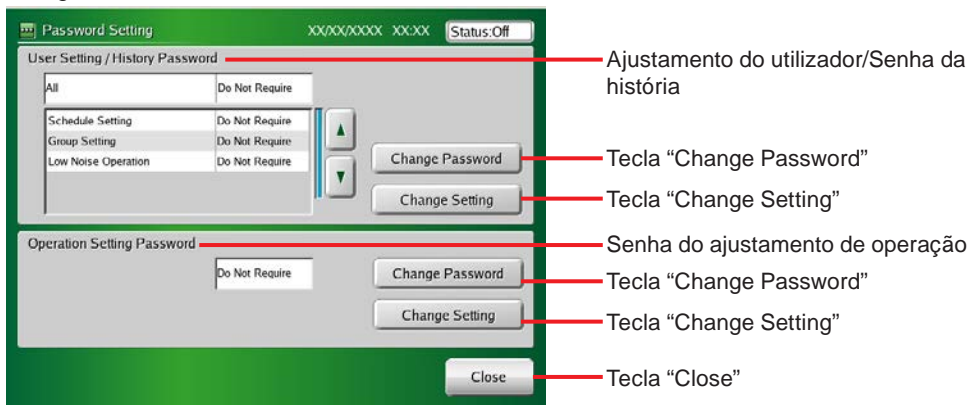 Password Setting XX/XX/XXXX XX:XX Status:Off
User Setting / History Password
Ajustamento do utilizador/Senha da
história
All Do Not Require
Schedule Setting Do Not Require
Group Setting Do Not Require
Low Noise Operation Do Not Require
Change Password
Tecla “Change Password”
Change Setting
Tecla “Change Setting”
Operation Setting Password
Senha do ajustamento de operação
Do Not Require
Change Password
Tecla “Change Password”
Change Setting
Tecla “Change Setting”
Close
Tecla “Close”